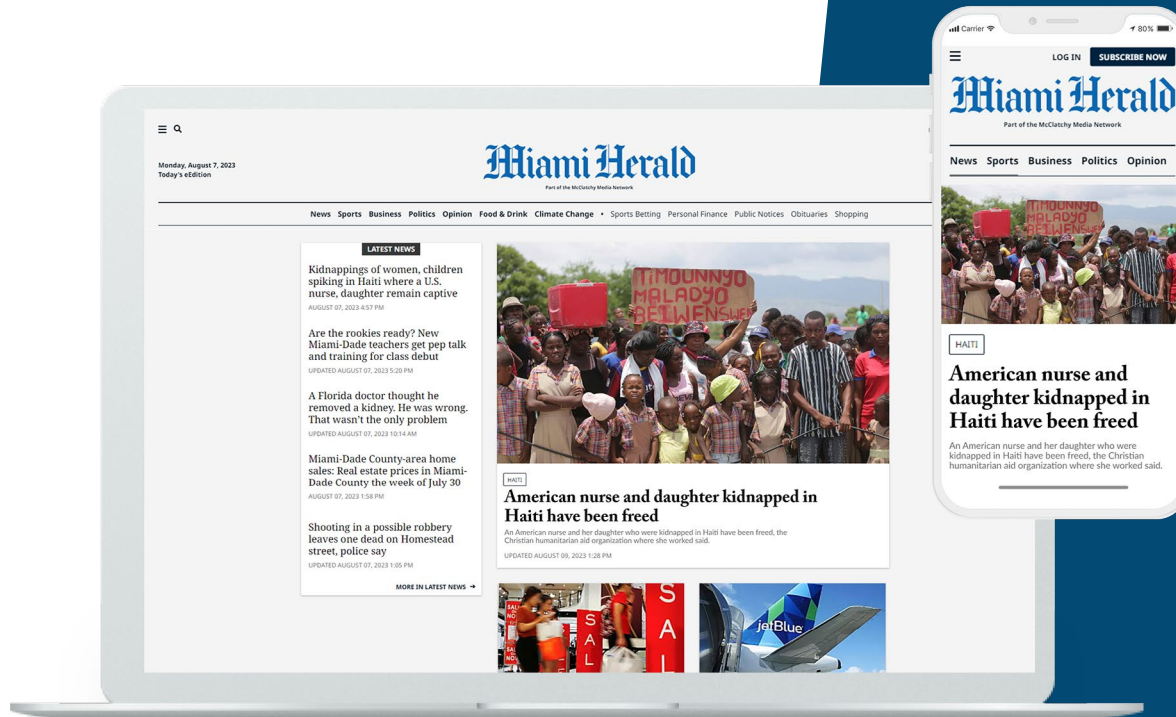 Monday, August 7, 2023
Today's eEdition
Miami Herald
Part of the McClatchy Media Network
News Sports Business Politics Opinion Food & Drink Climate Change • Sports Betting Personal Finance Public Notices Obituaries Shopping
LATEST NEWS
Kidnappings of women, children
spiking in Haiti where a U.S.
nurse, daughter remain captive
AUGUST 07, 2023 4:57 PM
Are the rookies ready? New
Miami-Dade teachers get pep talk
and training for class debut
UPDATED AUGUST 07, 2023 5:20 PM
A Florida doctor thought he
removed a kidney. He was wrong.
That wasn't the only problem
UPDATED AUGUST 07, 2023 10:14 AM
Miami-Dade County-area home
sales: Real estate prices in Miami-
Dade County the week of July 30
AUGUST 07, 2023 1:58 PM
Shooting in a possible robbery
leaves one dead on Homestead
street, police say
UPDATED AUGUST 07, 2023 1:05 PM
MORE IN LATEST NEWS →
TIMOUNNYO
MALADYO
BEZWENSWEN
HAITI
American nurse and daughter kidnapped in
Haiti have been freed
An American nurse and her daughter who were kidnapped in Haiti have been freed, the
Christian humanitarian aid organization where she worked said.
UPDATED AUGUST 09, 2023 1:28 PM
SAL
NO
SAL
NOW
SAL
SAL
jetBlue
Carrier
80%
LOG IN
SUBSCRIBE NOW
Miami Herald
Part of the McClatchy Media Network
News Sports Business Politics Opinion
TIMOUNNYO
MALADYO
HAITI
American nurse and
daughter kidnapped in
Haiti have been freed
An American nurse and her daughter who were
kidnapped in Haiti have been freed, the Christian
humanitarian aid organization where she worked said.